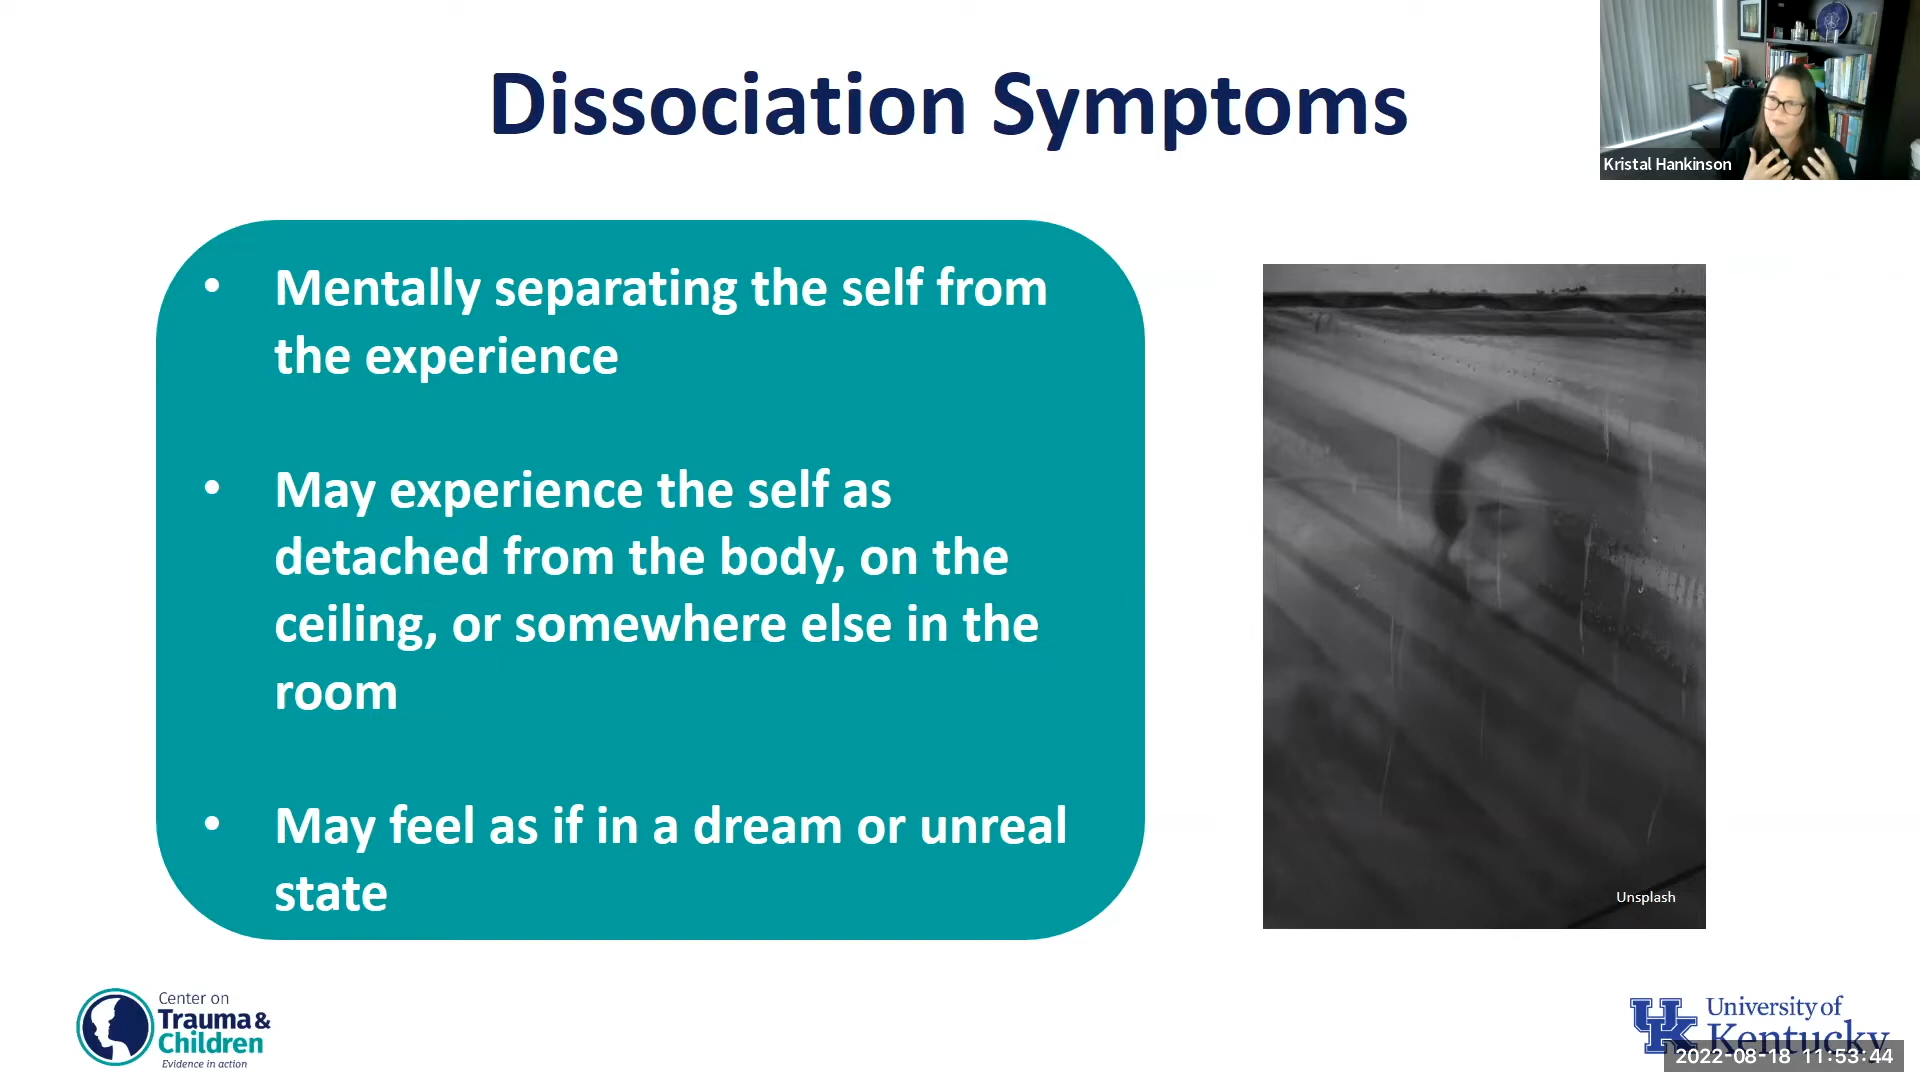 Dissociation Symptoms
Kristal Hankinson
• Mentally separating the self from
the experience
• May experience the self as
detached from the body, on the
ceiling, or somewhere else in the
room
• May feel as if in a dream or unreal
state
Unsplash
Center on
Trauma &
Children
Evidence in action
UK
University of
Kentucky
2022-08-18 11:53:44